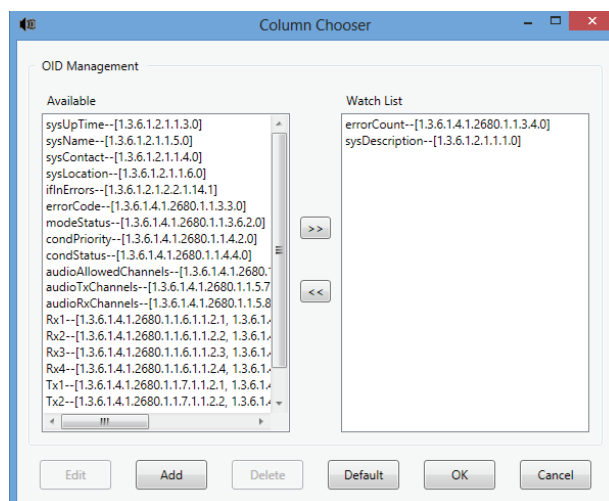 Column Chooser
OID Management
Available
sysUpTime--[1.3.6.1.2.1.1.3.0]
sysName--[1.3.6.1.2.1.1.5.0]
sysContact--[1.3.6.1.2.1.1.4.0]
sysLocation--[1.3.6.1.2.1.1.6.0]
ifInErrors--[1.3.6.1.2.1.2.2.1.14.1]
errorCode--[1.3.6.1.4.1.2680.1.1.3.3.0]
modeStatus--[1.3.6.1.4.1.2680.1.1.3.6.2.0]
condPriority--[1.3.6.1.4.1.2680.1.1.4.2.0]
condStatus--[1.3.6.1.4.1.2680.1.1.4.4.0]
audioAllowedChannels--[1.3.6.1.4.1.2680.
audioTxChannels--[1.3.6.1.4.1.2680.1.1.5.7
audioRxChannels--[1.3.6.1.4.1.2680.1.1.5.8
Rx1--[1.3.6.1.4.1.2680.1.1.6.1.1.2.1, 1.3.6.1.4
Rx2--[1.3.6.1.4.1.2680.1.1.6.1.1.2.2, 1.3.6.1.4
Rx3--[1.3.6.1.4.1.2680.1.1.6.1.1.2.3, 1.3.6.1.4
Rx4--[1.3.6.1.4.1.2680.1.1.6.1.1.2.4, 1.3.6.1.4
Tx1--[1.3.6.1.4.1.2680.1.1.7.1.1.2.1, 1.3.6.1.4
Tx2--[1.3.6.1.4.1.2680.1.1.7.1.1.2.2, 1.3.6.1.4
>>
<<
Watch List
errorCount--[1.3.6.1.4.1.2680.1.1.3.4.0]
sysDescription--[1.3.6.1.2.1.1.1.0]
Edit
Add
Delete
Default
OK
Cancel